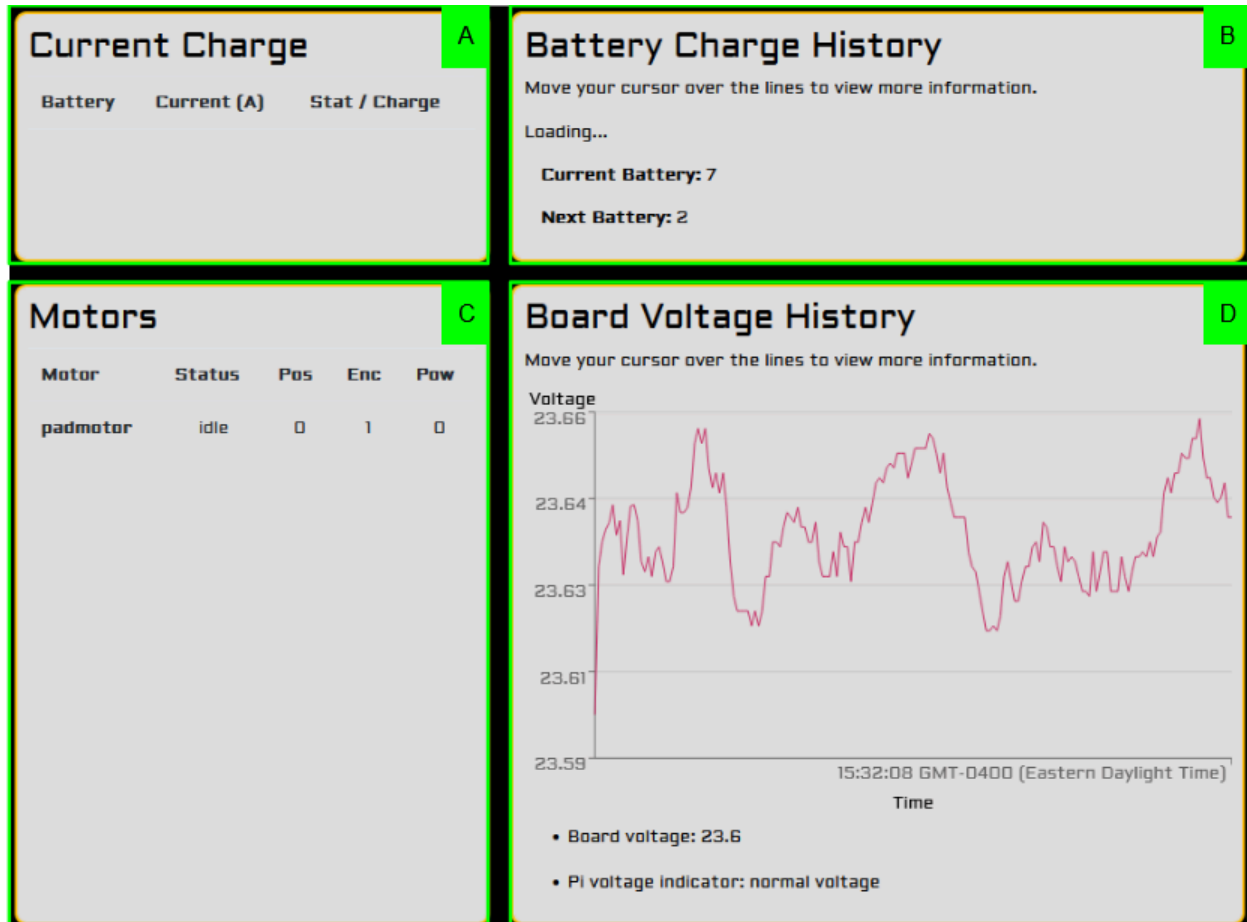 Current Charge
A
Battery Current (A) Stat / Charge
Battery Charge History
B
Move your cursor over the lines to view more information.
Loading...
Current Battery: 7
Next Battery: 2
Motors
C
Motor Status Pos Enc Pow
padmotor idle 0 1 0
Board Voltage History
D
Move your cursor over the lines to view more information.
Voltage
23.66
23.64
23.63
23.61
23.59
15:32:08 GMT-0400 (Eastern Daylight Time)
Time
• Board voltage: 23.6
• Pi voltage indicator: normal voltage